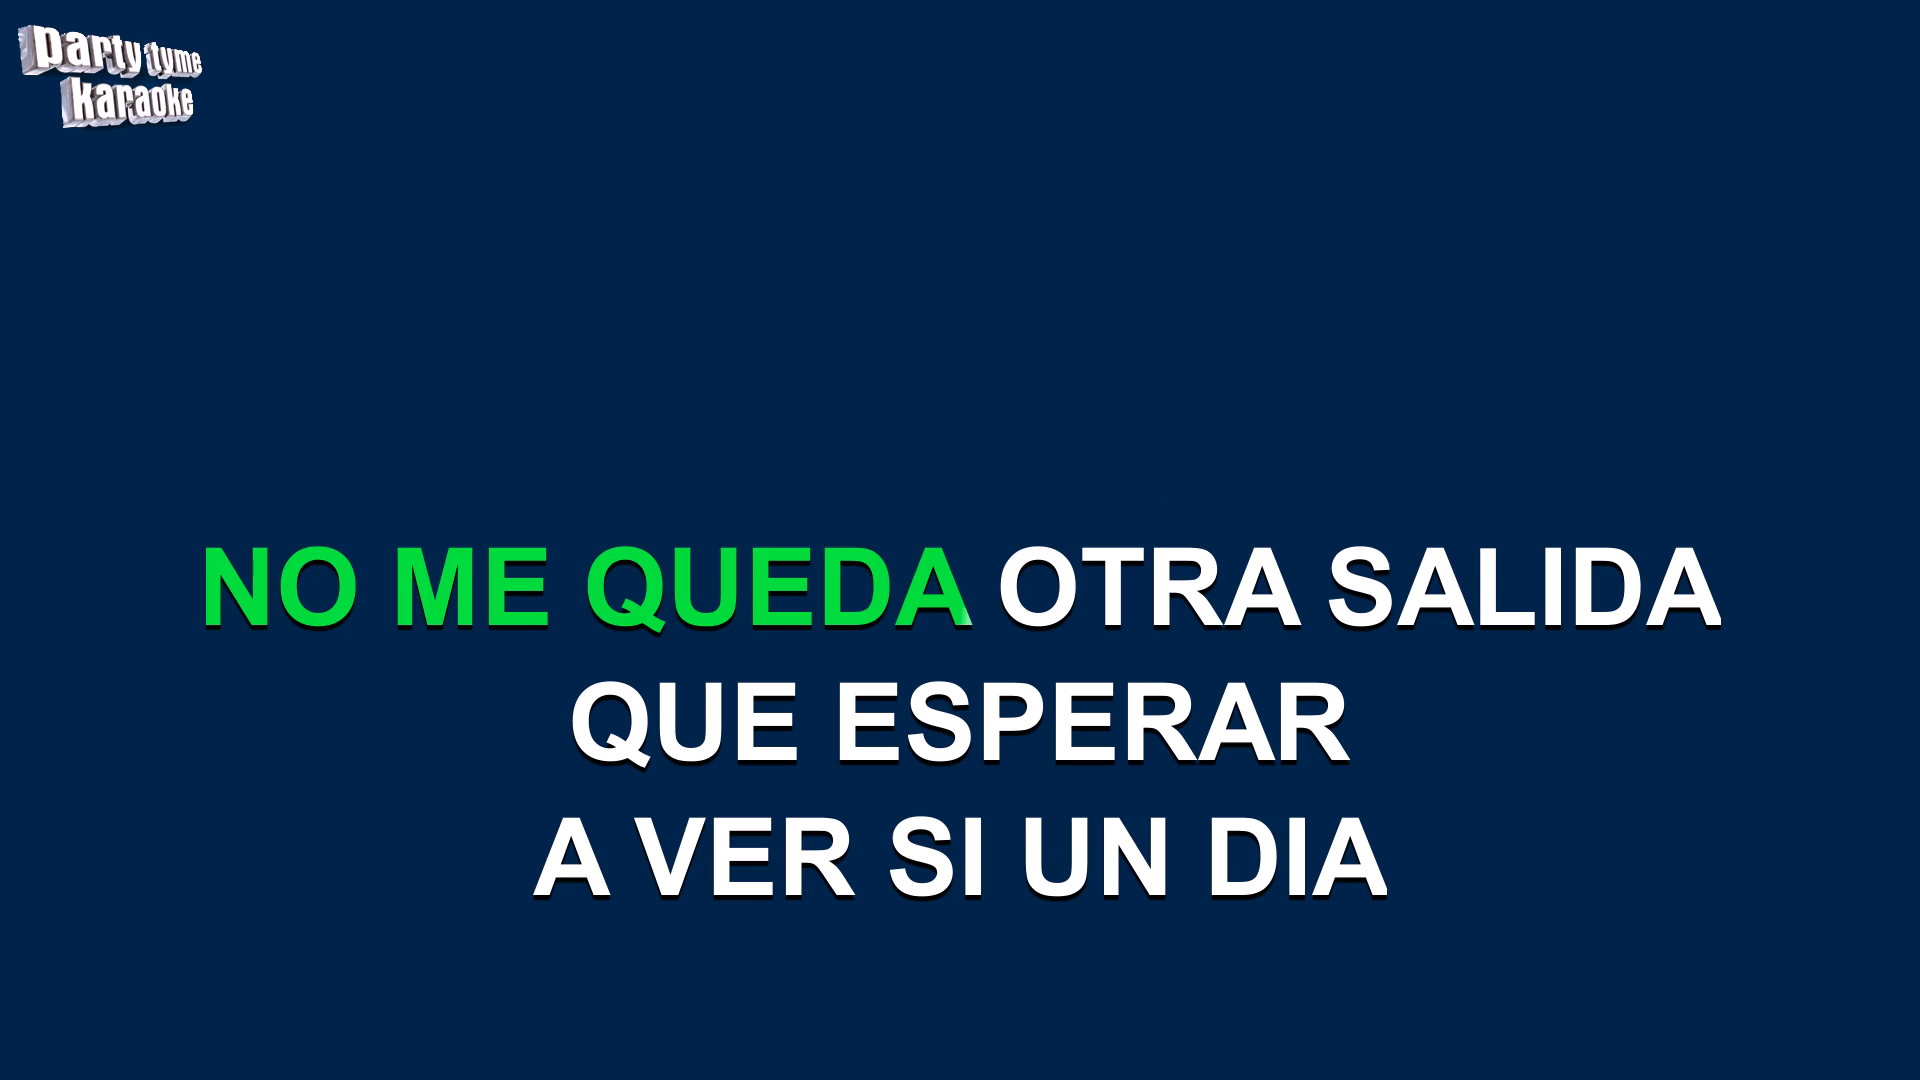 party tyme
karaoke
NO ME QUEDA OTRA SALIDA
QUE ESPERAR
A VER SI UN DIA